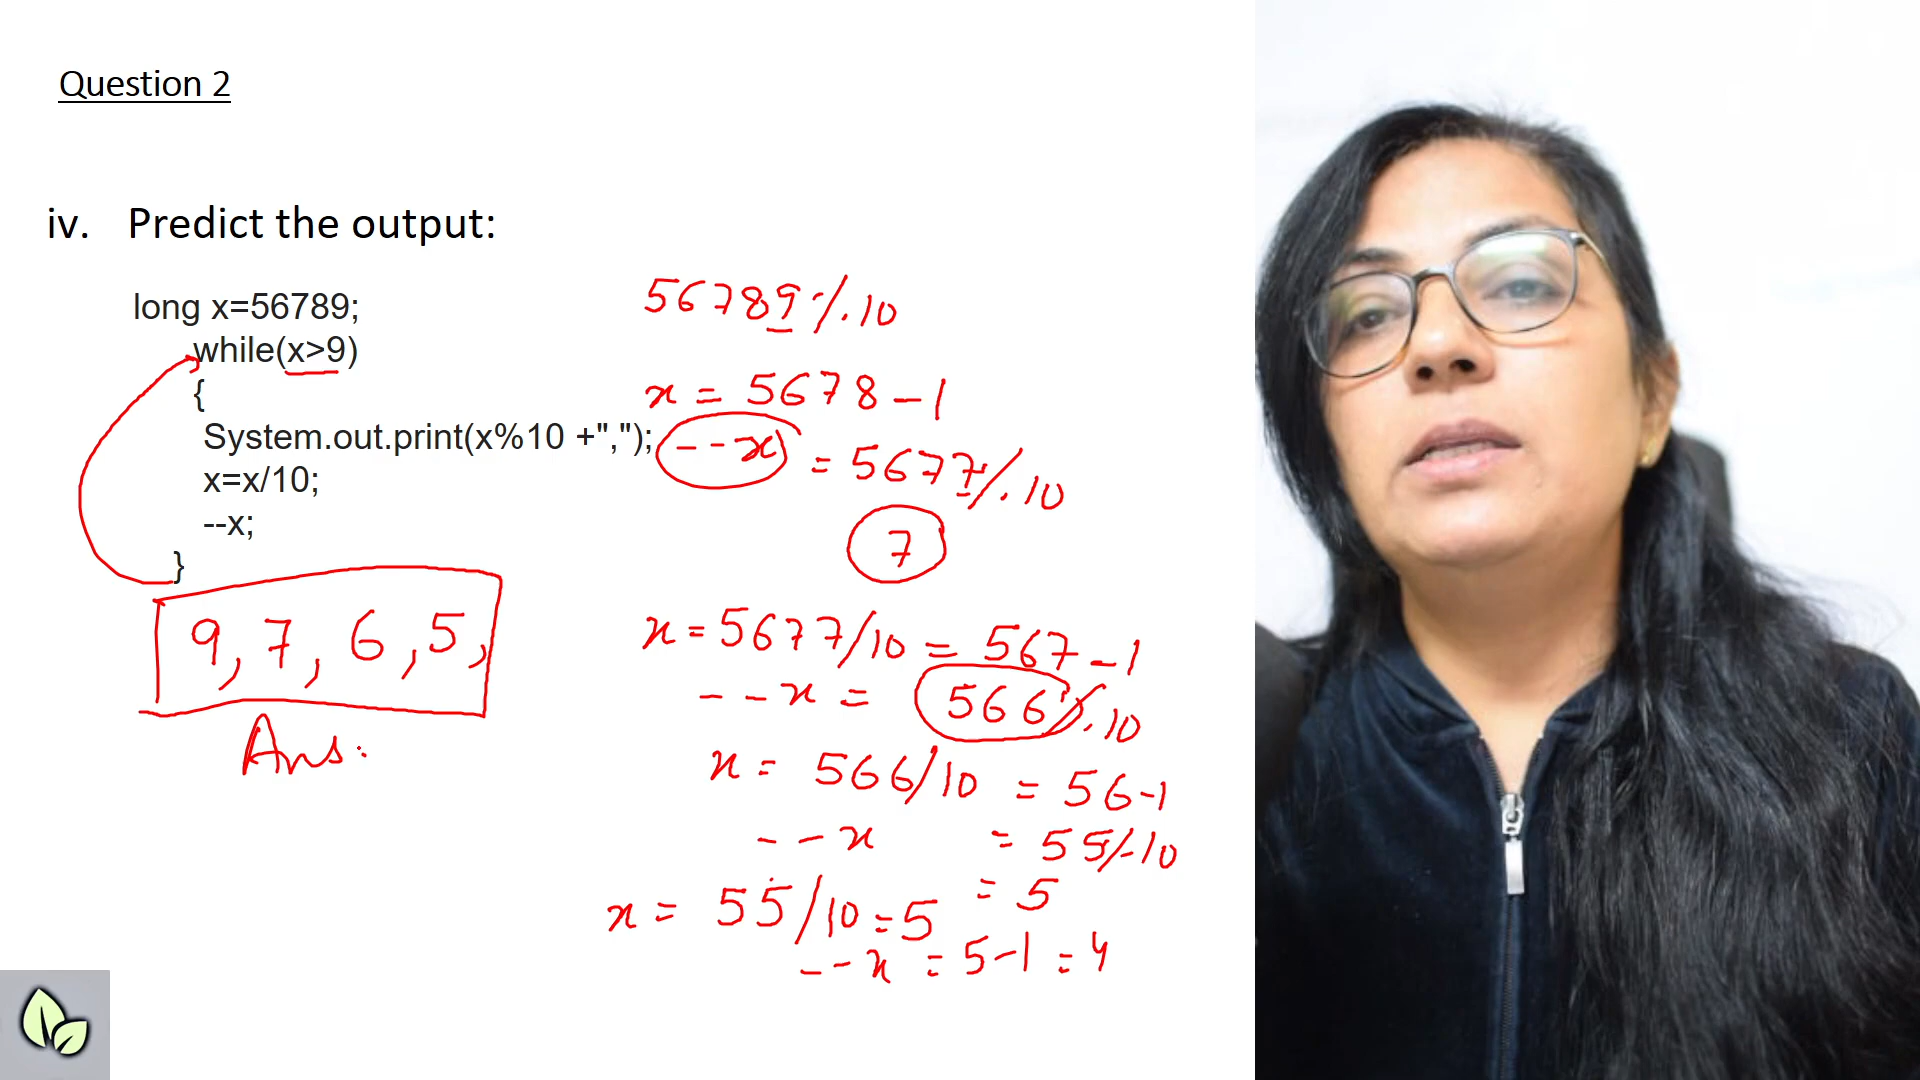 Question 2
iv. Predict the output:
long x=56789;
while(x>9)
{
System.out.print(x%10 +",");
x=x/10;
--x;
}
9, 7, 6, 5,
Ans:
56789 % 10
x = 5678 - 1
--x = 5677 % 10
7
x = 5677/10 = 567 - 1
--x = 566 % 10
x = 566/10 = 56 - 1
--x = 55 % 10
= 5
x = 55/10 = 5
--x = 5 - 1 = 4